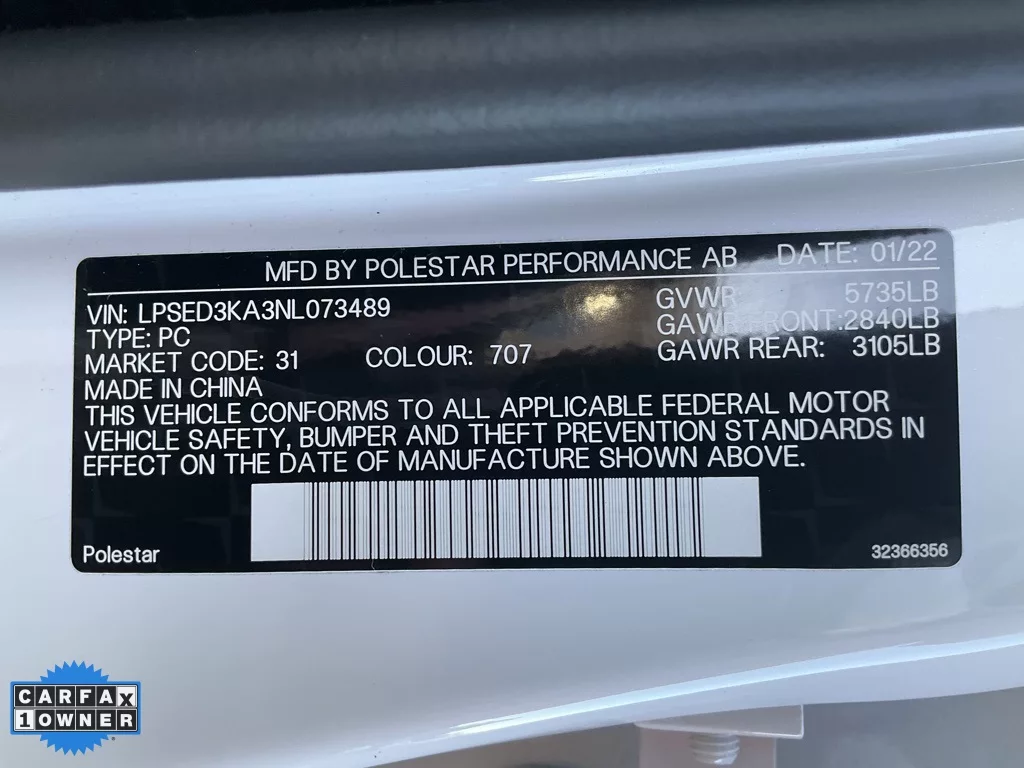 MFD BY POLESTAR PERFORMANCE AB DATE: 01/22
VIN: LPSED3KA3NL073489 GVWR: 5735LB
TYPE: PC GAWR FRONT:2840LB
MARKET CODE: 31 COLOUR: 707 GAWR REAR: 3105LB
MADE IN CHINA
THIS VEHICLE CONFORMS TO ALL APPLICABLE FEDERAL MOTOR
VEHICLE SAFETY, BUMPER AND THEFT PREVENTION STANDARDS IN
EFFECT ON THE DATE OF MANUFACTURE SHOWN ABOVE.
Polestar 32366356
CARFAX
1 OWNER